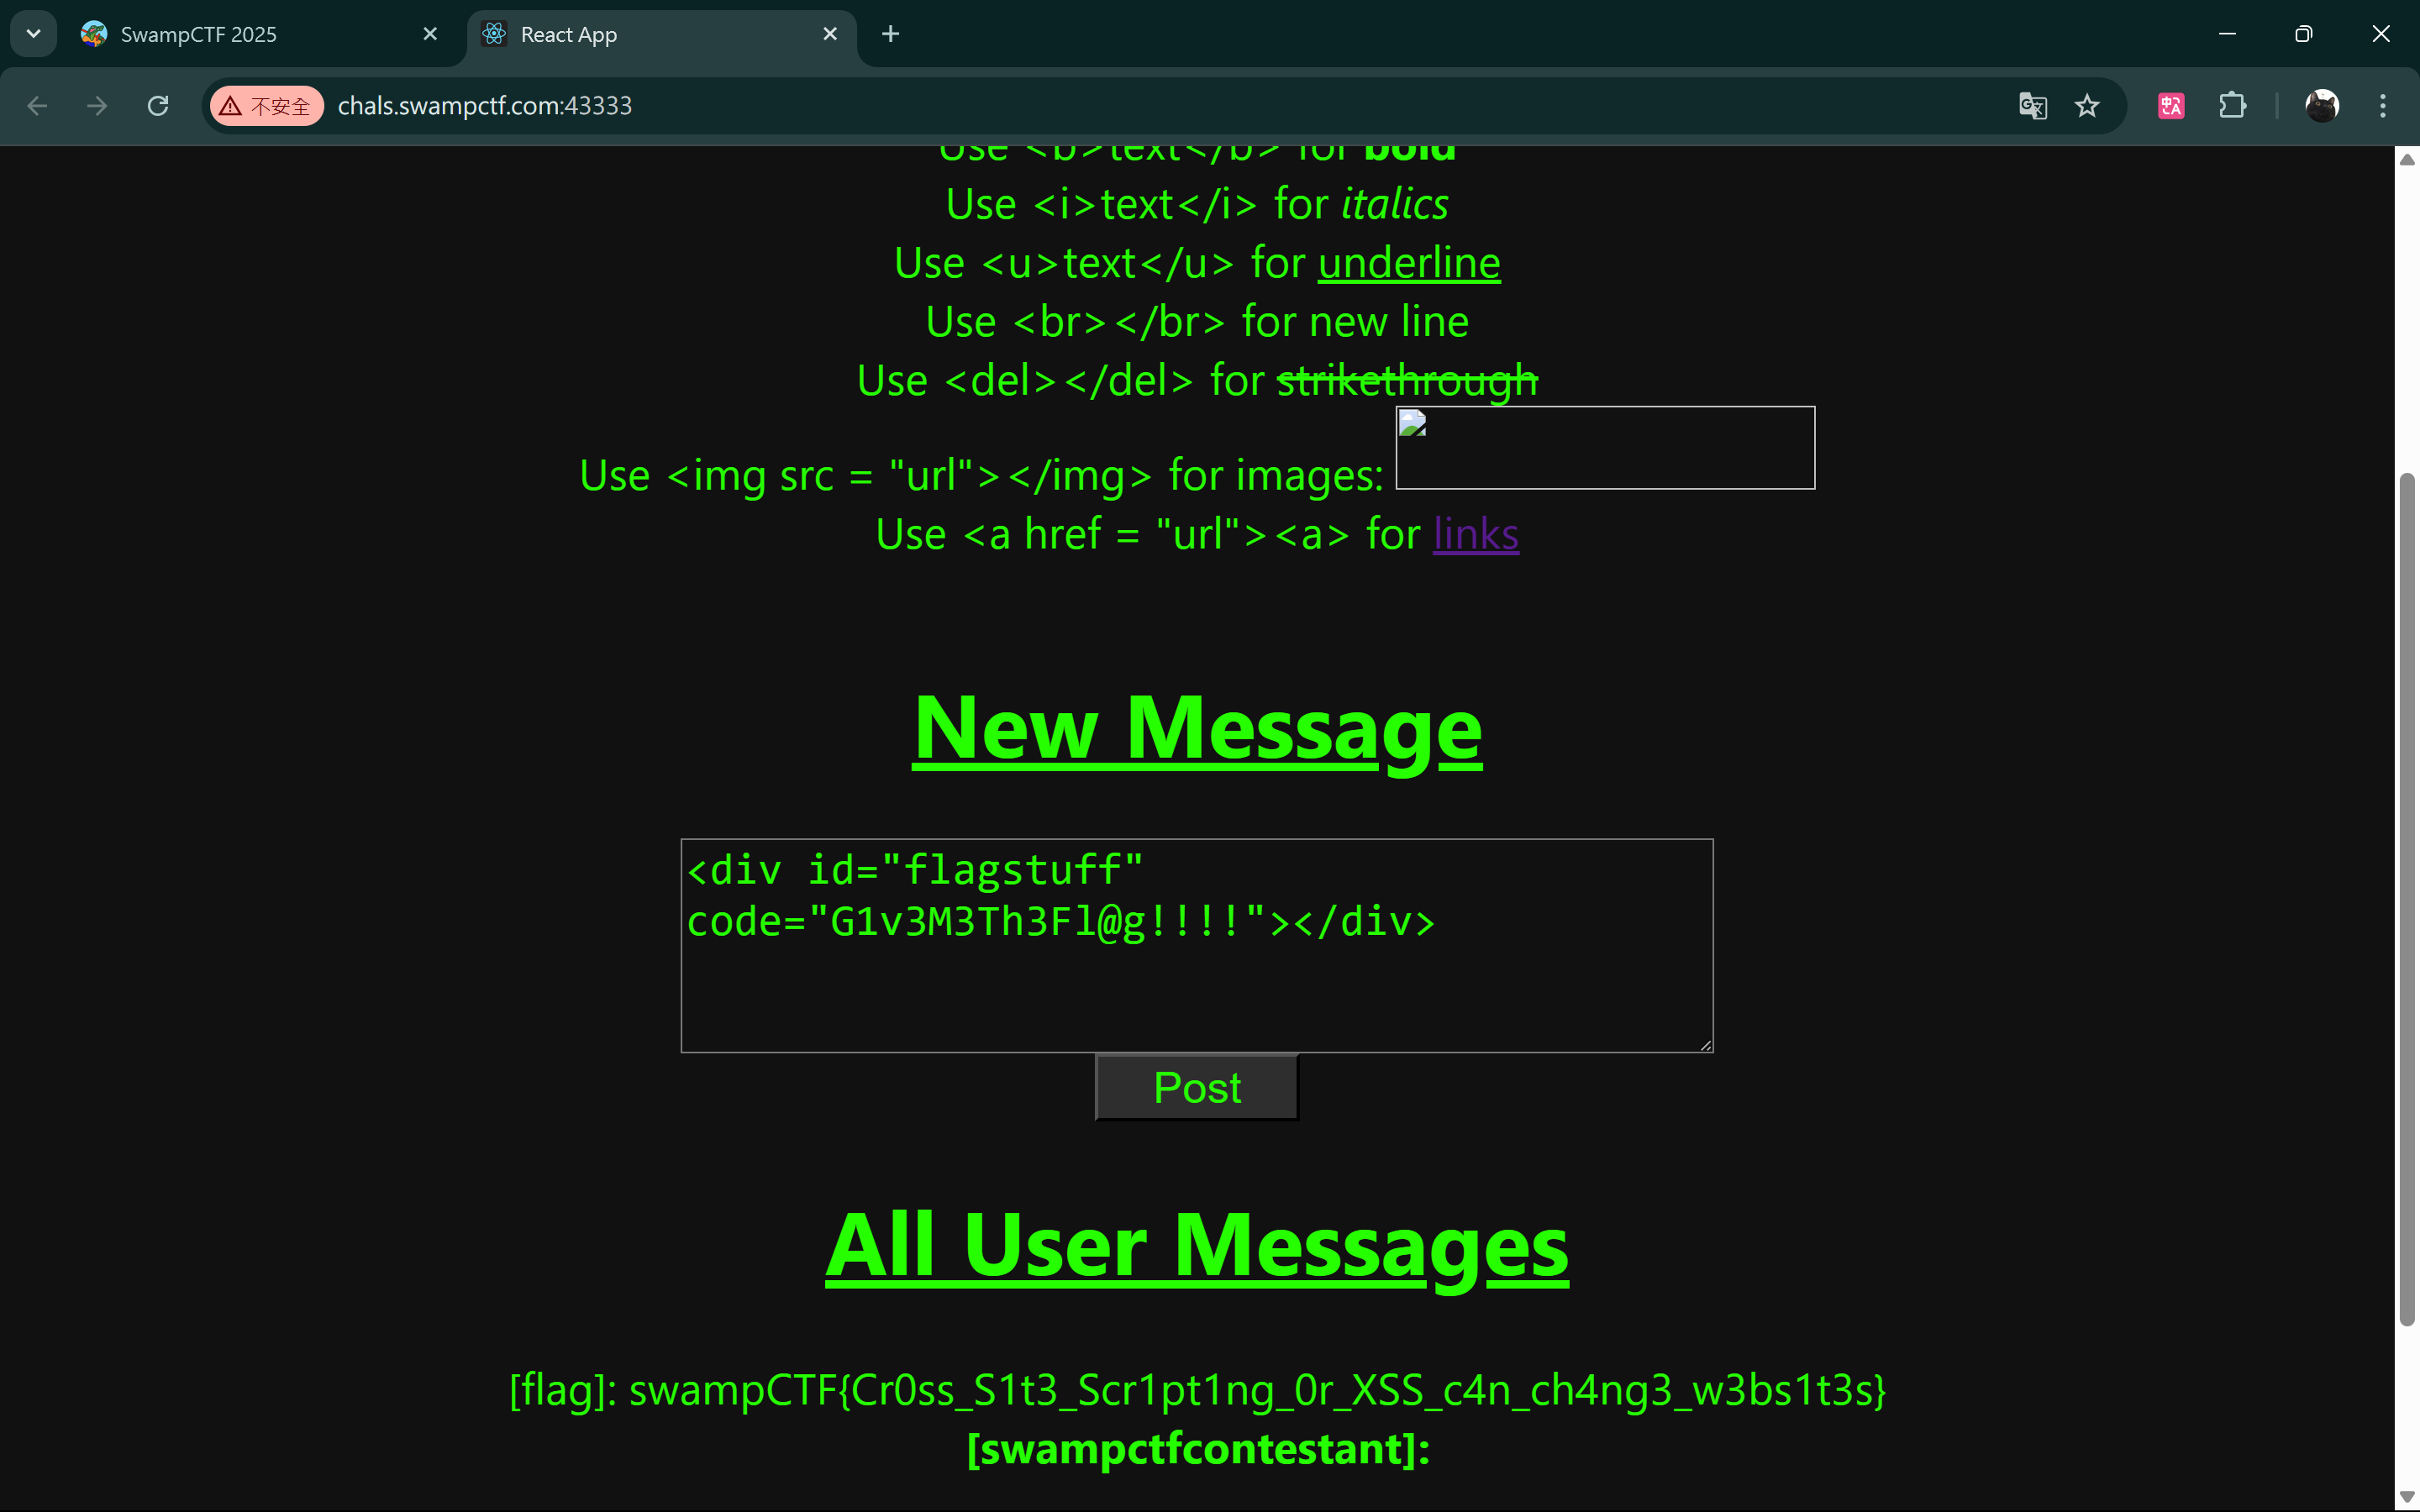 SwampCTF 2025
React App
不安全
chals.swampctf.com:43333
Use <b>text</b> for bold
Use <i>text</i> for italics
Use <u>text</u> for underline
Use <br></br> for new line
Use <del></del> for strikethrough
Use <img src = "url"></img> for images:
Use <a href = "url"><a> for links
New Message
<div id="flagstuff"
code="G1v3M3Th3Fl@g!!!!"></div>
Post
All User Messages
[flag]: swampCTF{Cr0ss_S1t3_Scr1pt1ng_0r_XSS_c4n_ch4ng3_w3bs1t3s}
[swampctfcontestant]: